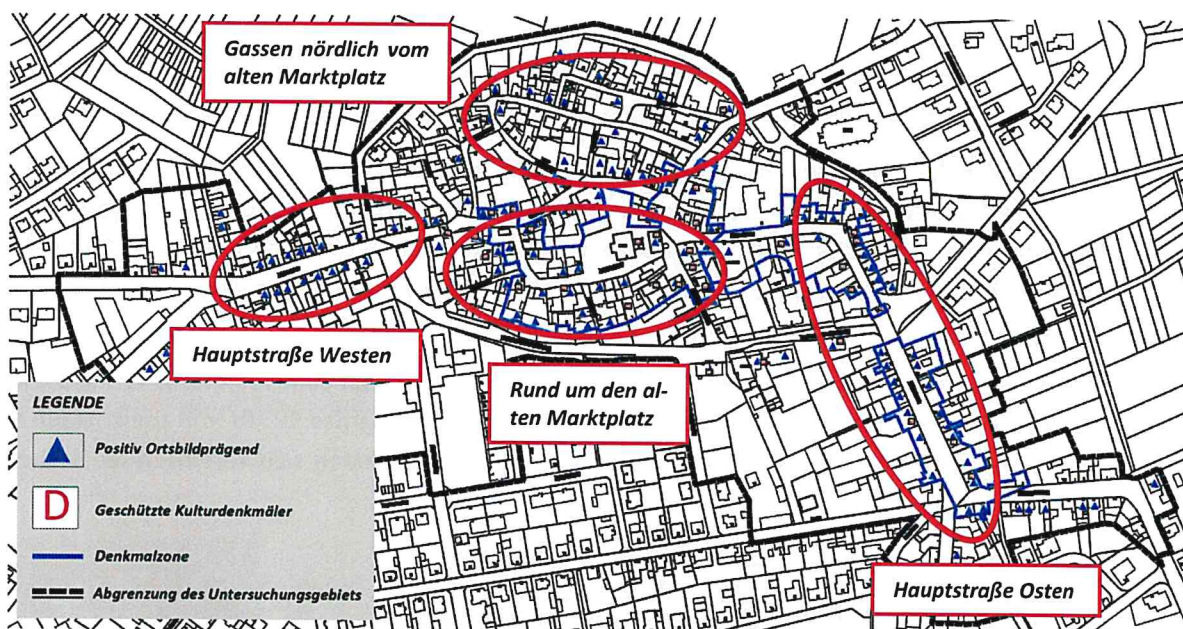 Gassen nördlich vom
alten Marktplatz
Hauptstraße Westen
Rund um den al-
ten Marktplatz
Hauptstraße Osten
LEGENDE
Positiv Ortsbildprägend
D
Geschützte Kulturdenkmäler
Denkmalzone
Abgrenzung des Untersuchungsgebiets